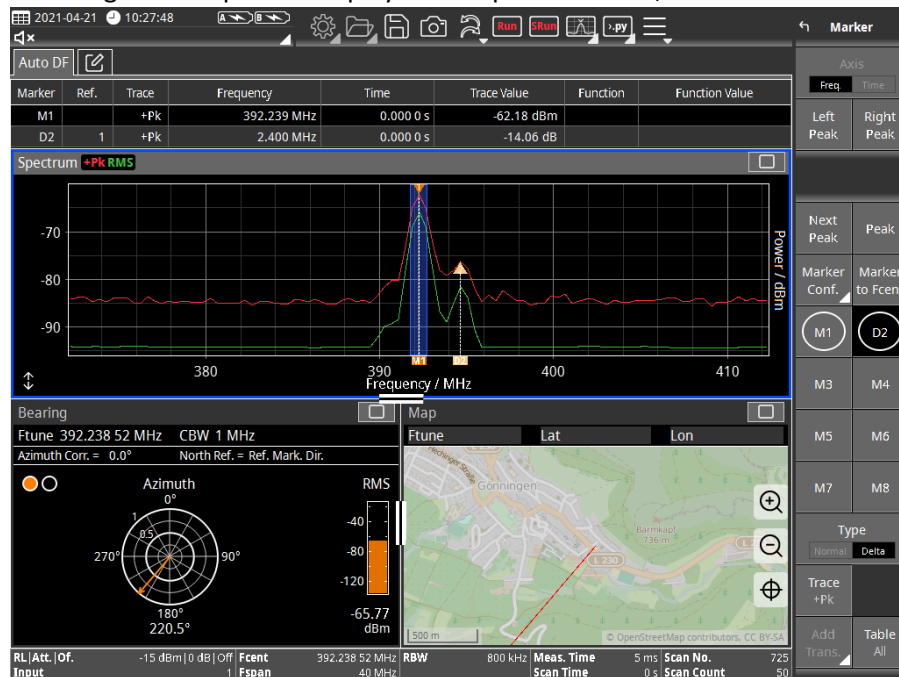 2021-04-21 10:27:48 A B Run SRun >.py Marker
Auto DF
Marker Ref. Trace Frequency Time Trace Value Function Function Value
M1 +Pk 392.239 MHz 0.000 0 s -62.18 dBm
D2 1 +Pk 2.400 MHz 0.000 0 s -14.06 dB
Spectrum +Pk RMS
-70
-80
-90
Power / dBm
M1 D2
380 390 400 410
Frequency / MHz
Bearing
Ftune 392.238 52 MHz CBW 1 MHz
Azimuth Corr. = 0.0° North Ref. = Ref. Mark. Dir.
Azimuth RMS
0°
1
0.5
270° 90°
180°
220.5°
-40
-80
-120
-65.77
dBm
Map
Ftune Lat Lon
Hechinger Straße
Gönningen
Barmkapf
736 m
L 230
500 m
© OpenStreetMap contributors, CC BY-SA
RL|Att.|Of. -15 dBm|0 dB|Off Fcent 392.238 52 MHz RBW 800 kHz Meas. Time 5 ms Scan No. 725
Input 1 Fspan 40 MHz Scan Time 0 s Scan Count 50
Axis
Freq. Time
Left Peak Right Peak
Next Peak Peak
Marker Conf. Marker to Fcen
M1 D2
M3 M4
M5 M6
M7 M8
Type
Normal Delta
Trace +Pk
Add Trans. Table All